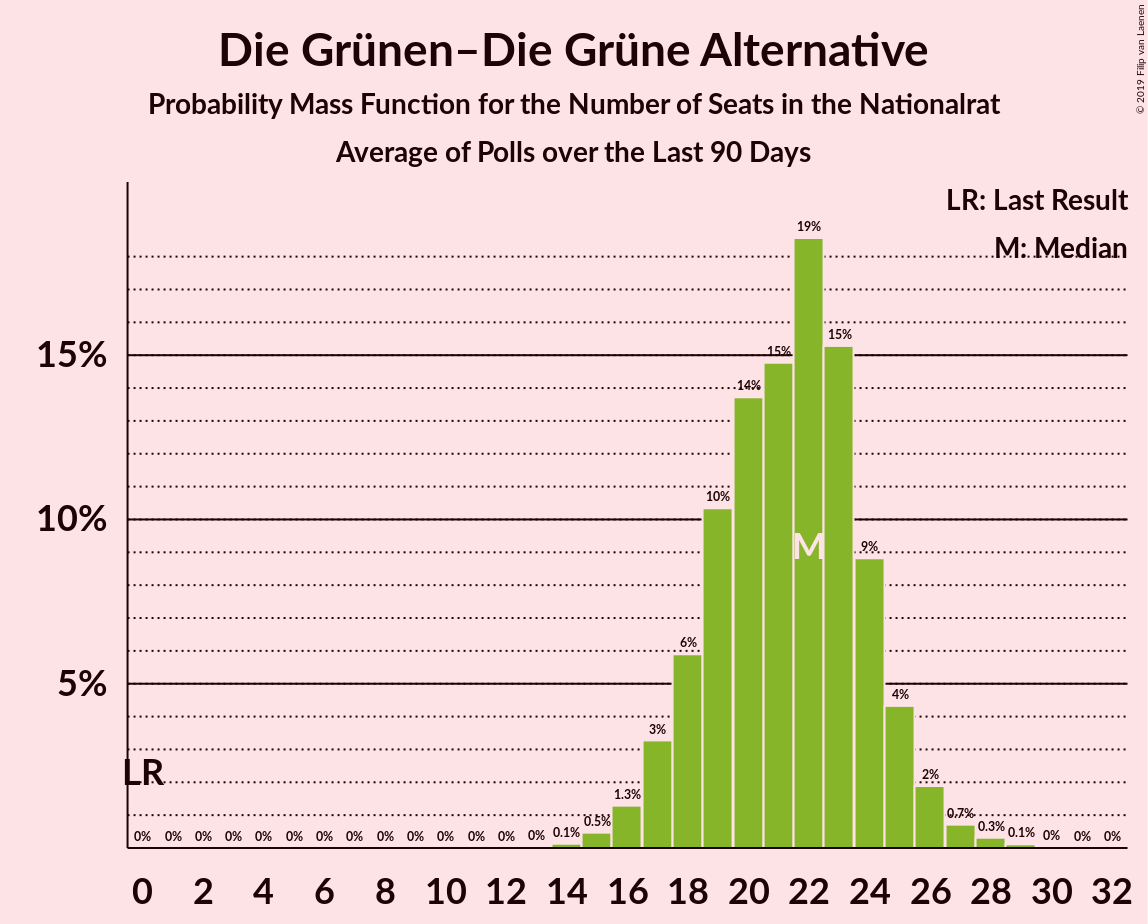 Die Grünen–Die Grüne Alternative
Probability Mass Function for the Number of Seats in the Nationalrat
Average of Polls over the Last 90 Days
© 2019 Filip van Laenen
LR: Last Result
M: Median
15%
10%
5%
19%
15%
15%
14%
10%
M
9%
6%
4%
3%
LR
2%
1.3%
0% 0% 0% 0% 0% 0% 0% 0% 0% 0% 0% 0% 0% 0% 0.1% 0.5% 0.7% 0.3% 0.1% 0% 0% 0%
0 2 4 6 8 10 12 14 16 18 20 22 24 26 28 30 32